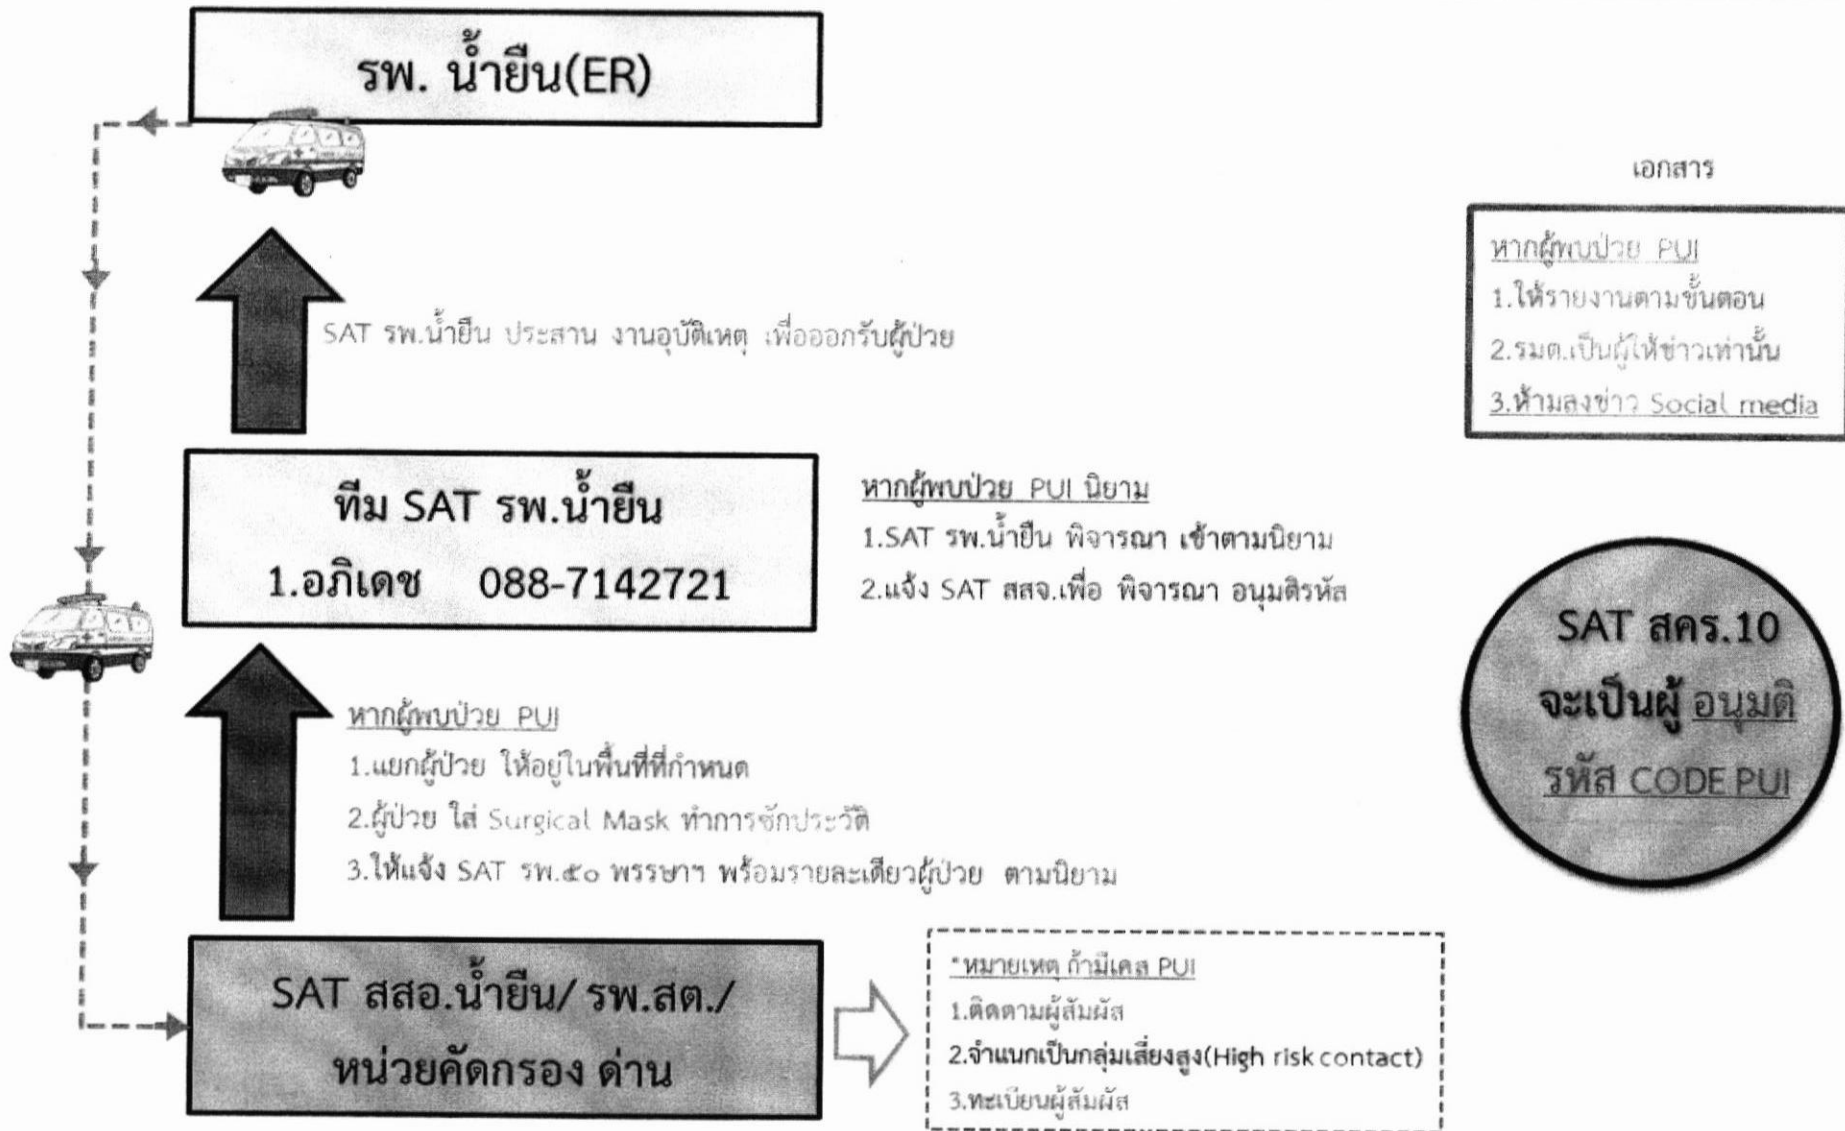 รพ. น้ำยืน(ER)
เอกสาร
หากผู้พบป่วย PUI
1.ให้รายงานตามขั้นตอน
2.รมต.เป็นผู้ให้ข่าวเท่านั้น
3.ห้ามลงข่าว Social media
SAT รพ.น้ำยืน ประสาน งานอุบัติเหตุ เพื่อออกรับผู้ป่วย
ทีม SAT รพ.น้ำยืน
1.อภิเดช 088-7142721
หากผู้พบป่วย PUI นิยาม
1.SAT รพ.น้ำยืน พิจารณา เข้าตามนิยาม
2.แจ้ง SAT สสจ.เพื่อ พิจารณา อนุมติรหัส
SAT สคร.10
จะเป็นผู้ อนุมติ
รหัส CODE PUI
หากผู้พบป่วย PUI
1.แยกผู้ป่วย ให้อยู่ในพื้นที่ที่กำหนด
2.ผู้ป่วย ใส่ Surgical Mask ทำการซักประวัติ
3.ให้แจ้ง SAT รพ.๕๐ พรรษาฯ พร้อมรายละเดียวผู้ป่วย ตามนิยาม
SAT สสอ.น้ำยืน/ รพ.สต./
หน่วยคัดกรอง ด่าน
*หมายเหตุ ถ้ามีเคส PUI
1.ติดตามผู้สัมผัส
2.จำแนกเป็นกลุ่มเสี่ยงสูง(High risk contact)
3.ทะเบียนผู้สัมผัส